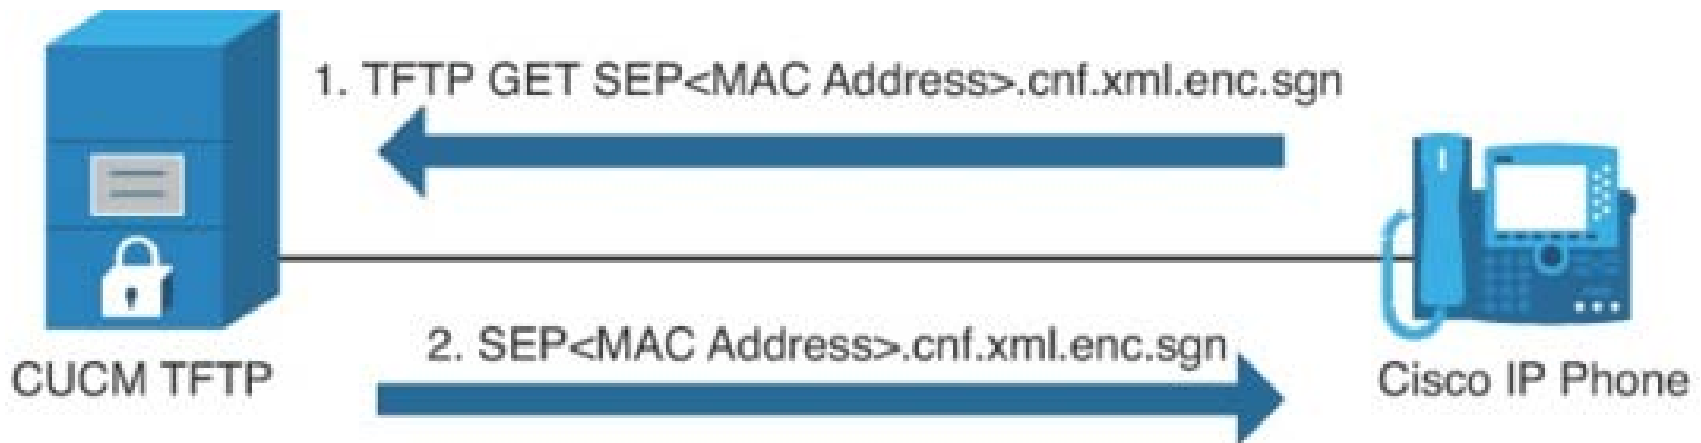 1. TFTP GET SEP<MAC Address>.cnf.xml.enc.sgn
2. SEP<MAC Address>.cnf.xml.enc.sgn
CUCM TFTP
Cisco IP Phone